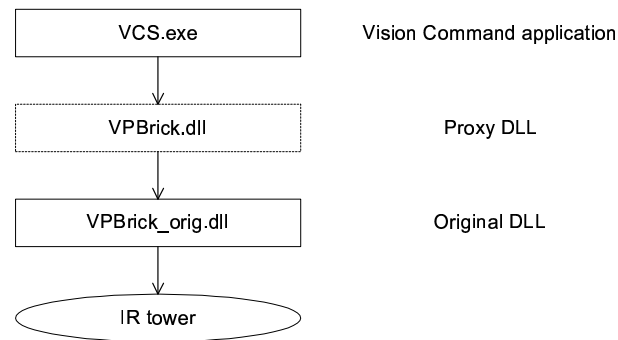 VCS.exe Vision Command application
VPBrick.dll Proxy DLL
VPBrick_orig.dll Original DLL
IR tower